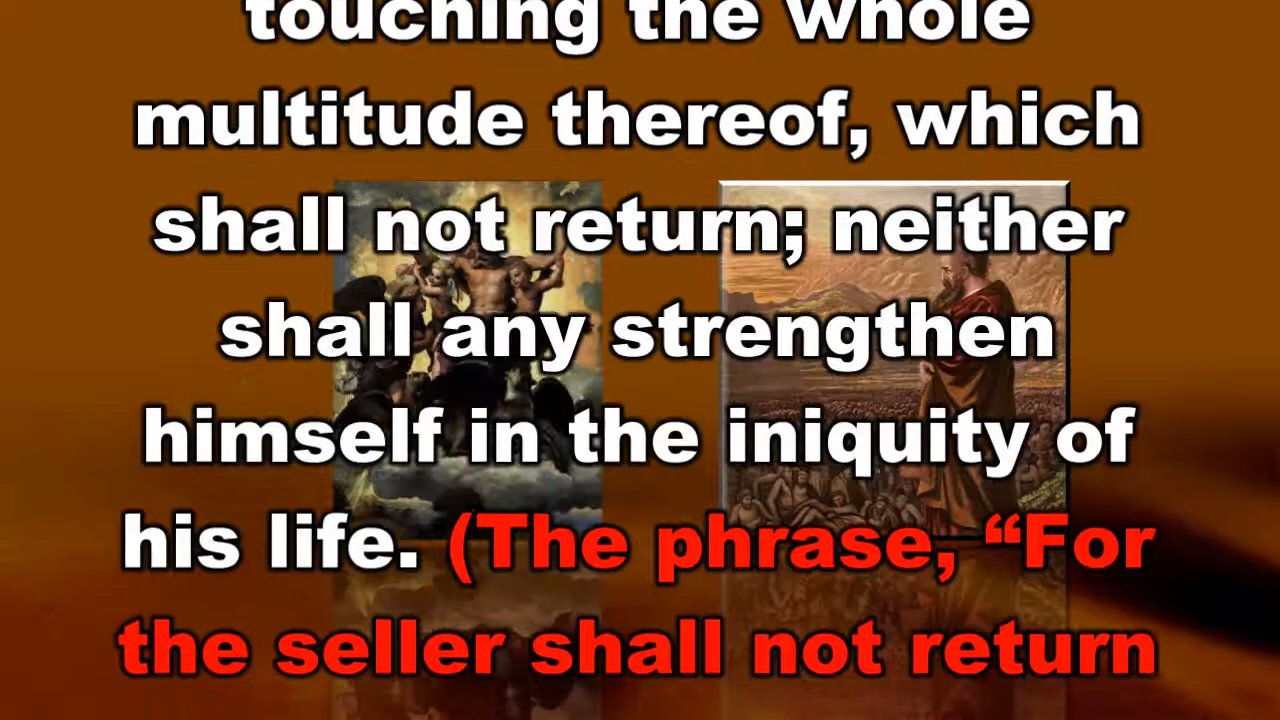 touching the whole
multitude thereof, which
shall not return; neither
shall any strengthen
himself in the iniquity of
his life. (The phrase, “For
the seller shall not return